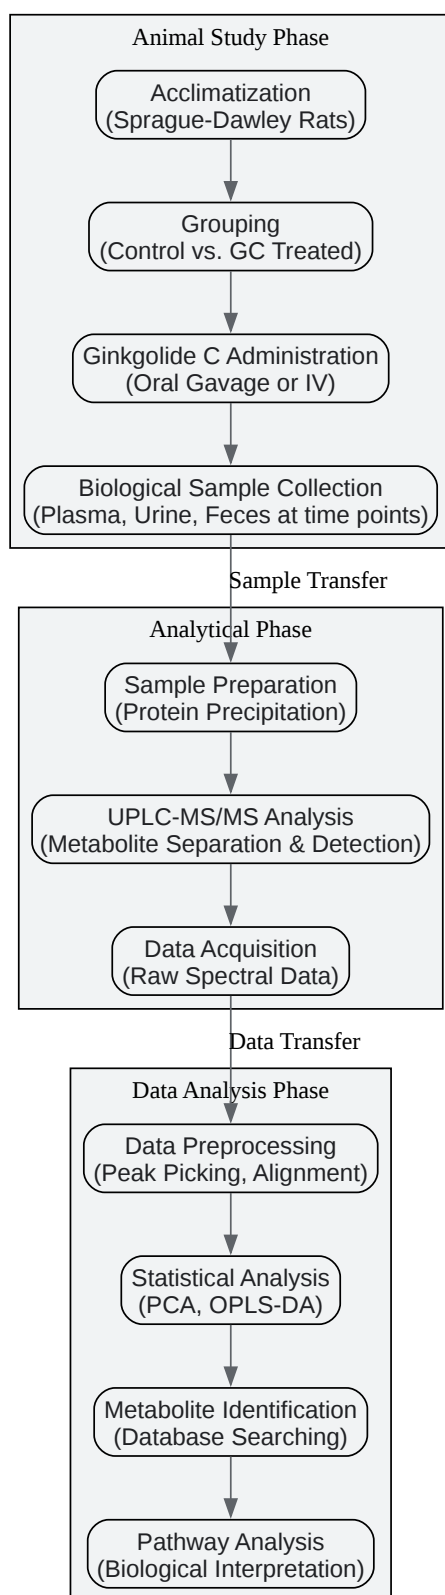 Animal Study Phase
Acclimatization
(Sprague-Dawley Rats)
Grouping
(Control vs. GC Treated)
Ginkgolide C Administration
(Oral Gavage or IV)
Biological Sample Collection
(Plasma, Urine, Feces at time points)
Sample Transfer
Analytical Phase
Sample Preparation
(Protein Precipitation)
UPLC-MS/MS Analysis
(Metabolite Separation & Detection)
Data Acquisition
(Raw Spectral Data)
Data Transfer
Data Analysis Phase
Data Preprocessing
(Peak Picking, Alignment)
Statistical Analysis
(PCA, OPLS-DA)
Metabolite Identification
(Database Searching)
Pathway Analysis
(Biological Interpretation)